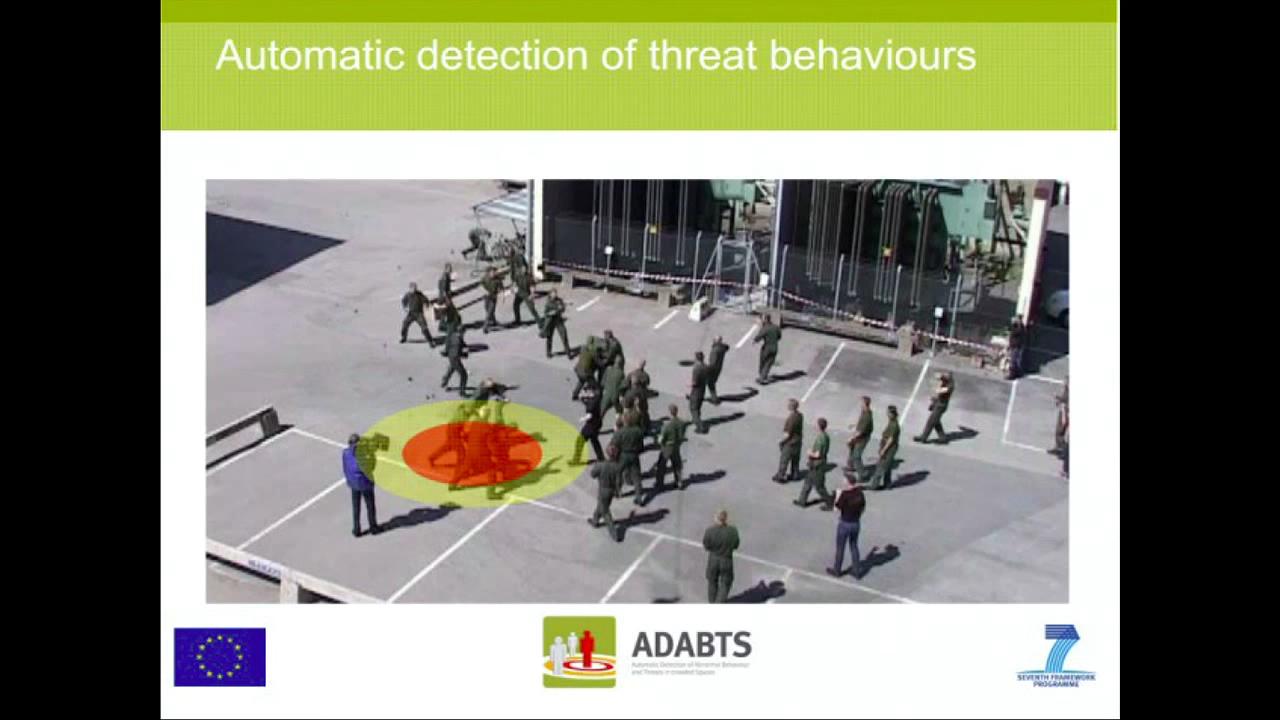 Automatic detection of threat behaviours
ADABTS
Automatic Detection of Abnormal Behaviour
and Threats in crowded Spaces
SEVENTH FRAMEWORK
PROGRAMME